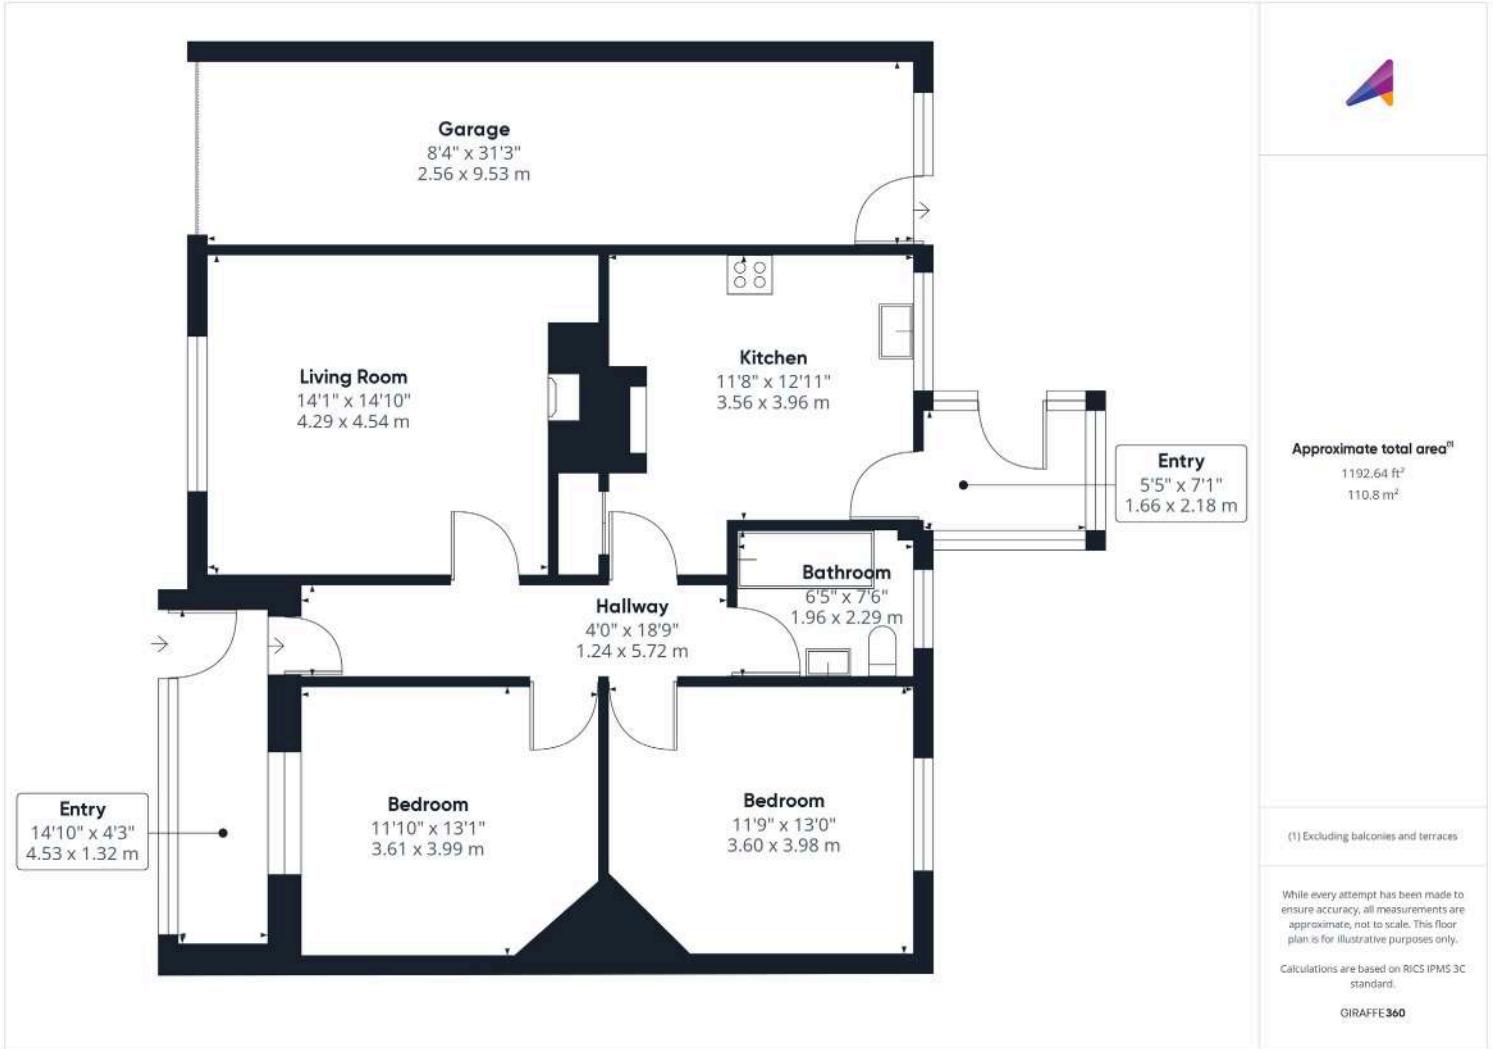 Garage
8'4" x 31'3"
2.56 x 9.53 m
Living Room
14'1" x 14'10"
4.29 x 4.54 m
Kitchen
11'8" x 12'11"
3.56 x 3.96 m
Entry
5'5" x 7'1"
1.66 x 2.18 m
Bathroom
6'5" x 7'6"
1.96 x 2.29 m
Hallway
4'0" x 18'9"
1.24 x 5.72 m
Entry
14'10" x 4'3"
4.53 x 1.32 m
Bedroom
11'10" x 13'1"
3.61 x 3.99 m
Bedroom
11'9" x 13'0"
3.60 x 3.98 m
Approximate total area(1)
1192.64 ft²
110.8 m²
(1) Excluding balconies and terraces
While every attempt has been made to
ensure accuracy, all measurements are
approximate, not to scale. This floor
plan is for illustrative purposes only.
Calculations are based on RICS IPMS 3C
standard.
GIRAFFE360